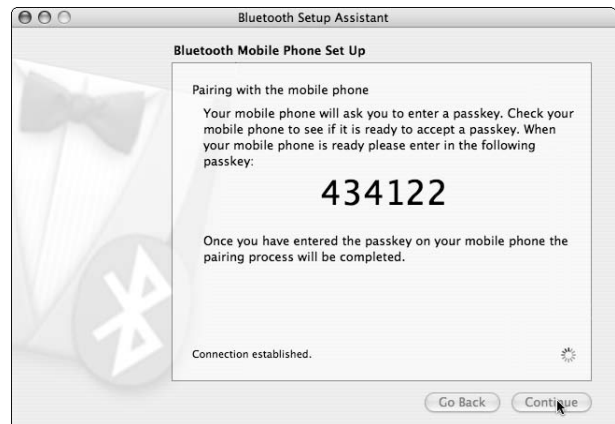 Bluetooth Setup Assistant
Bluetooth Mobile Phone Set Up
Pairing with the mobile phone
Your mobile phone will ask you to enter a passkey. Check your
mobile phone to see if it is ready to accept a passkey. When
your mobile phone is ready please enter in the following
passkey:
434122
Once you have entered the passkey on your mobile phone the
pairing process will be completed.
Connection established.
Go Back
Continue